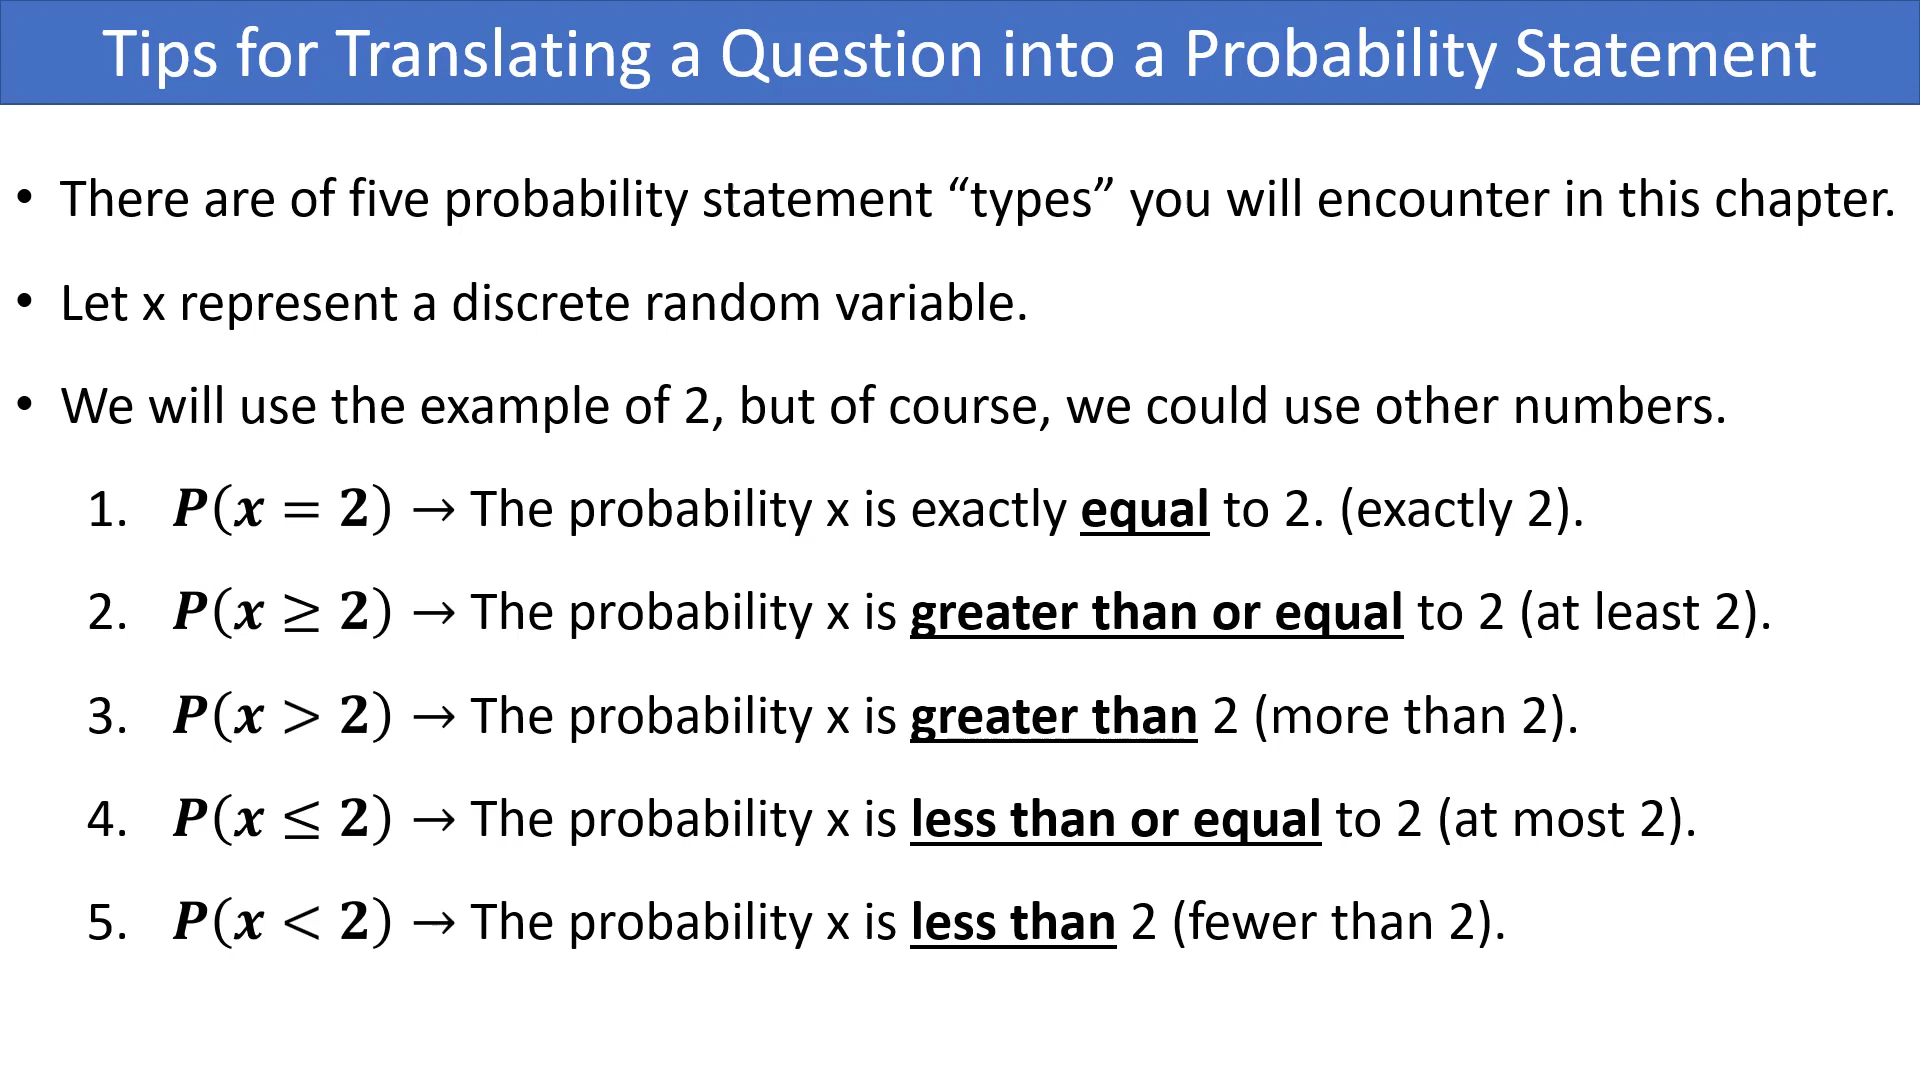 Tips for Translating a Question into a Probability Statement
• There are of five probability statement “types” you will encounter in this chapter.
• Let x represent a discrete random variable.
• We will use the example of 2, but of course, we could use other numbers.
1. P(x = 2) → The probability x is exactly equal to 2. (exactly 2).
2. P(x ≥ 2) → The probability x is greater than or equal to 2 (at least 2).
3. P(x > 2) → The probability x is greater than 2 (more than 2).
4. P(x ≤ 2) → The probability x is less than or equal to 2 (at most 2).
5. P(x < 2) → The probability x is less than 2 (fewer than 2).